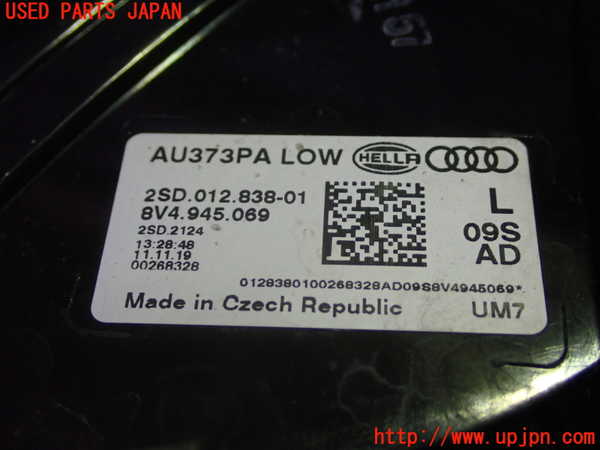 USED PARTS JAPAN
AU373PA LOW HELLA
2SD.012.838-01
8V4.945.069
2SD.2124
13:28:48
11.11.19
00268328
L
09S
AD
0128380100268328AD09S8V4945069*.
Made in Czech Republic
UM7
http://www.upjpn.com/